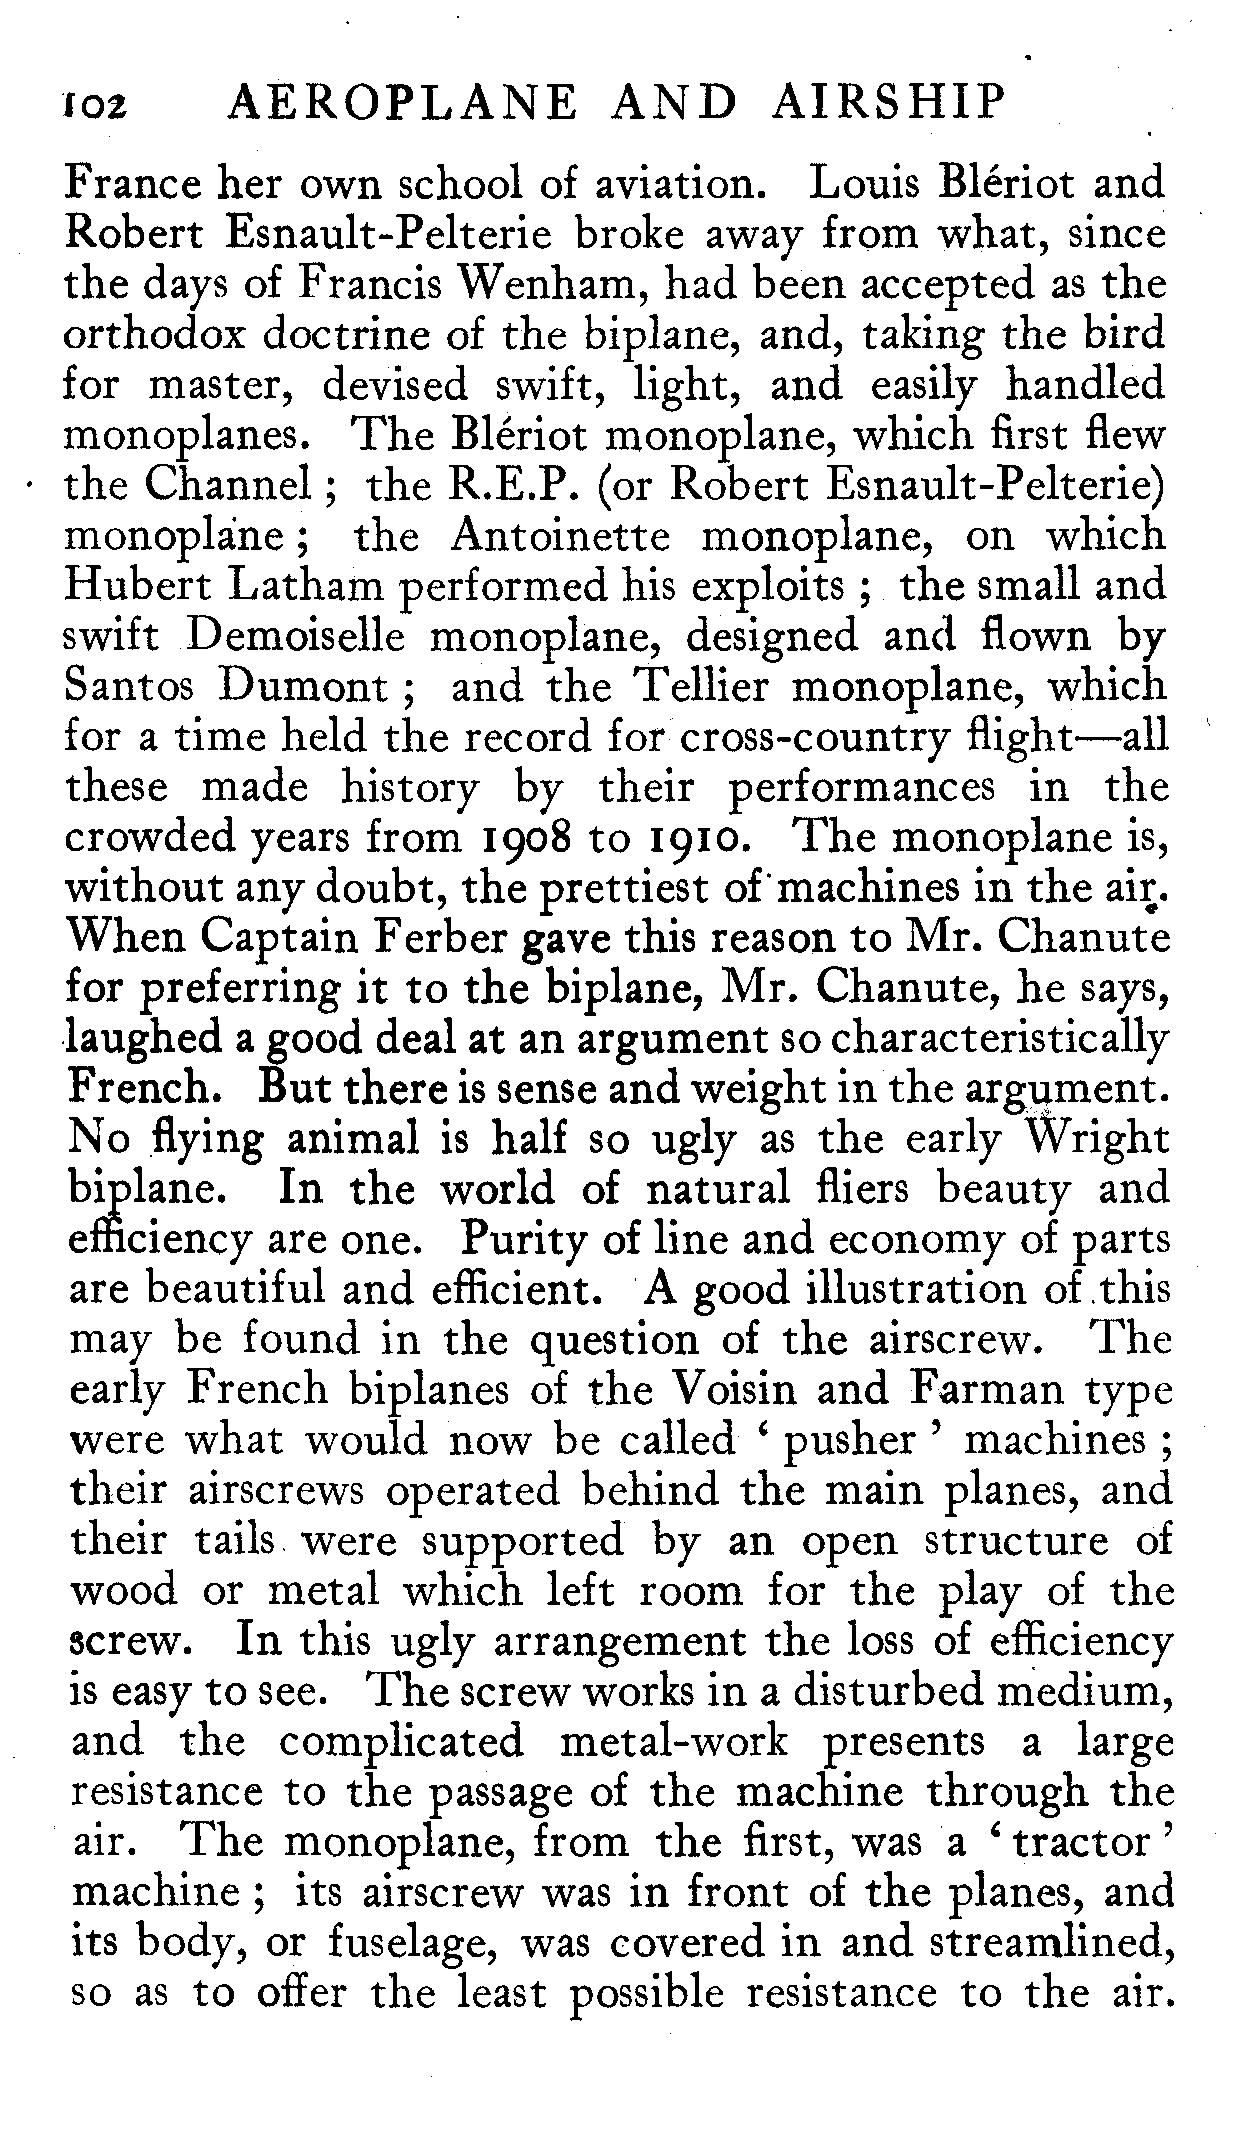 102 AEROPLANE AND AIRSHIP
France her own school of aviation. Louis Blériot and
Robert Esnault-Pelterie broke away from what, since
the days of Francis Wenham, had been accepted as the
orthodox doctrine of the biplane, and, taking the bird
for master, devised swift, light, and easily handled
monoplanes. The Blériot monoplane, which first flew
the Channel ; the R.E.P. (or Robert Esnault-Pelterie)
monoplane ; the Antoinette monoplane, on which
Hubert Latham performed his exploits ; the small and
swift Demoiselle monoplane, designed and flown by
Santos Dumont ; and the Tellier monoplane, which
for a time held the record for cross-country flight—all
these made history by their performances in the
crowded years from 1908 to 1910. The monoplane is,
without any doubt, the prettiest of machines in the air.
When Captain Ferber gave this reason to Mr. Chanute
for preferring it to the biplane, Mr. Chanute, he says,
laughed a good deal at an argument so characteristically
French. But there is sense and weight in the argument.
No flying animal is half so ugly as the early Wright
biplane. In the world of natural fliers beauty and
efficiency are one. Purity of line and economy of parts
are beautiful and efficient. A good illustration of this
may be found in the question of the airscrew. The
early French biplanes of the Voisin and Farman type
were what would now be called ‘ pusher ’ machines ;
their airscrews operated behind the main planes, and
their tails were supported by an open structure of
wood or metal which left room for the play of the
screw. In this ugly arrangement the loss of efficiency
is easy to see. The screw works in a disturbed medium,
and the complicated metal-work presents a large
resistance to the passage of the machine through the
air. The monoplane, from the first, was a ‘ tractor ’
machine ; its airscrew was in front of the planes, and
its body, or fuselage, was covered in and streamlined,
so as to offer the least possible resistance to the air.